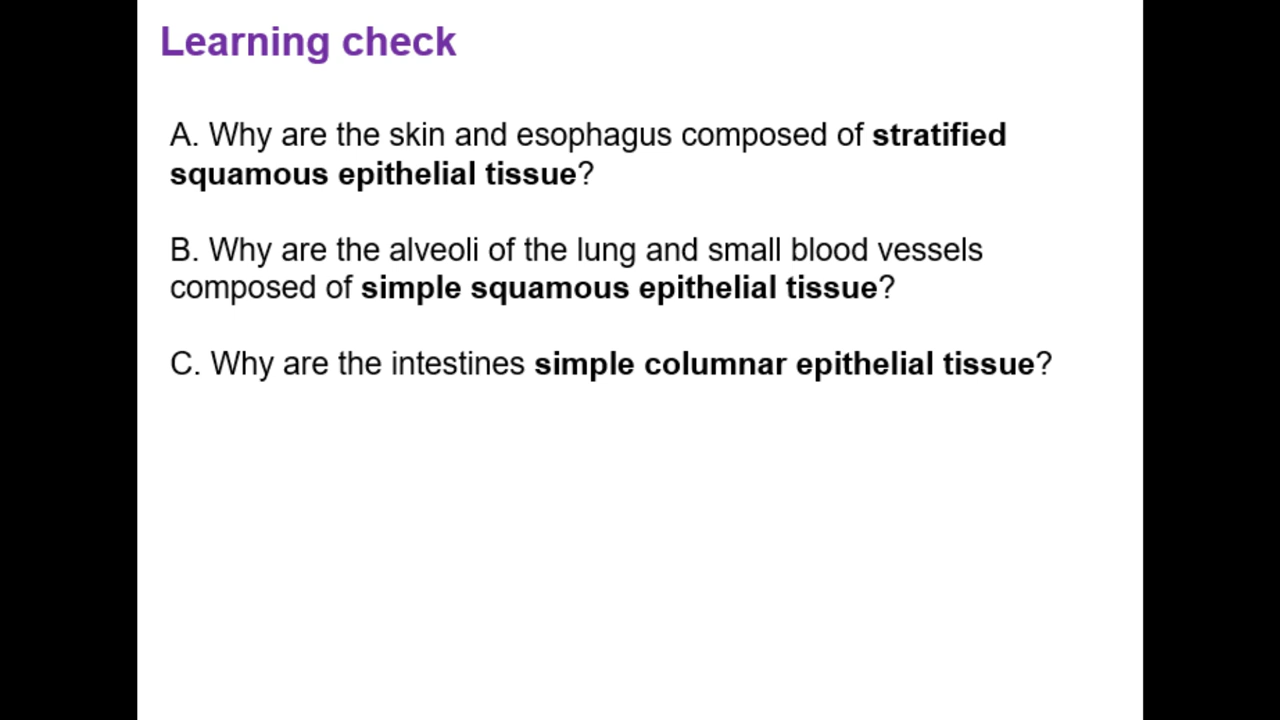 Learning check
A. Why are the skin and esophagus composed of stratified
squamous epithelial tissue?
B. Why are the alveoli of the lung and small blood vessels
composed of simple squamous epithelial tissue?
C. Why are the intestines simple columnar epithelial tissue?